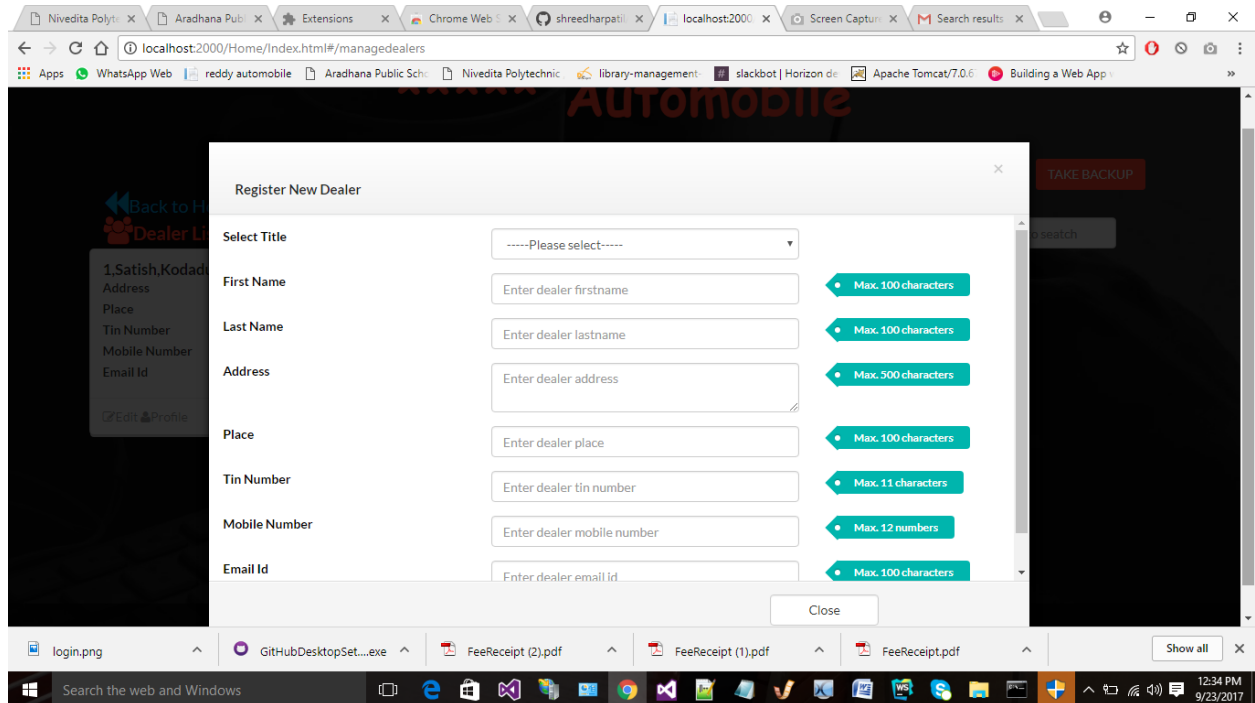 Nivedita Polyte
Aradhana Publ
Extensions
Chrome Web S
shreedharpatil
localhost:2000
Screen Capture
Search results
localhost:2000/Home/Index.html#/managedealers
Apps
WhatsApp Web
reddy automobile
Aradhana Public Scho
Nivedita Polytechnic
library-management-
slackbot | Horizon de
Apache Tomcat/7.0.6
Building a Web App
»
***** Automobile
TAKE BACKUP
Back to H
Dealer Li
o seatch
1,Satish,Kodadu
Address
Place
Tin Number
Mobile Number
Email Id
Edit Profile
Register New Dealer
×
Select Title
-----Please select-----
First Name
Enter dealer firstname
Max. 100 characters
Last Name
Enter dealer lastname
Max. 100 characters
Address
Enter dealer address
Max. 500 characters
Place
Enter dealer place
Max. 100 characters
Tin Number
Enter dealer tin number
Max. 11 characters
Mobile Number
Enter dealer mobile number
Max. 12 numbers
Email Id
Enter dealer email id
Max. 100 characters
Close
login.png
GitHubDesktopSet....exe
FeeReceipt (2).pdf
FeeReceipt (1).pdf
FeeReceipt.pdf
Show all
Search the web and Windows
12:34 PM
9/23/2017